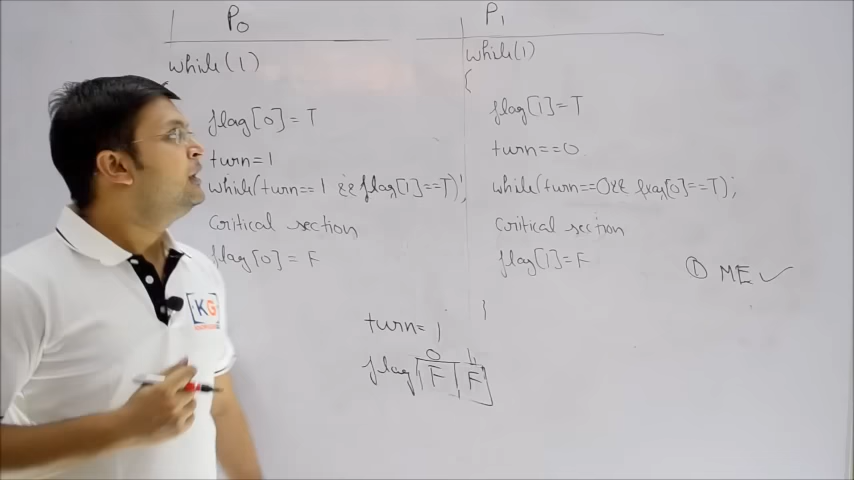 P0
while(1)
flag[0] = T
turn=1
while(turn==1 && flag[1]==T);
Critical section
flag[0] = F
P1
while(1)
{
flag[1]=T
turn==0
while(turn==0&& flag[0]==T);
Critical section
flag[1]=F
}
① ME ✓
turn=1
0 1
flag F F
KG